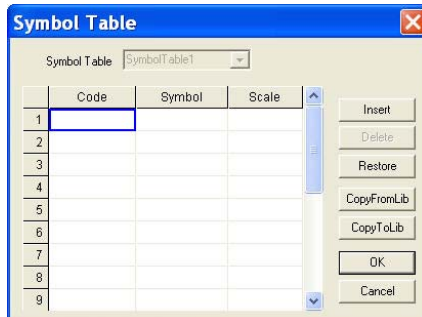 Symbol Table
Symbol Table SymbolTable1
Code Symbol Scale
1
2
3
4
5
6
7
8
9
Insert
Delete
Restore
CopyFromLib
CopyToLib
OK
Cancel